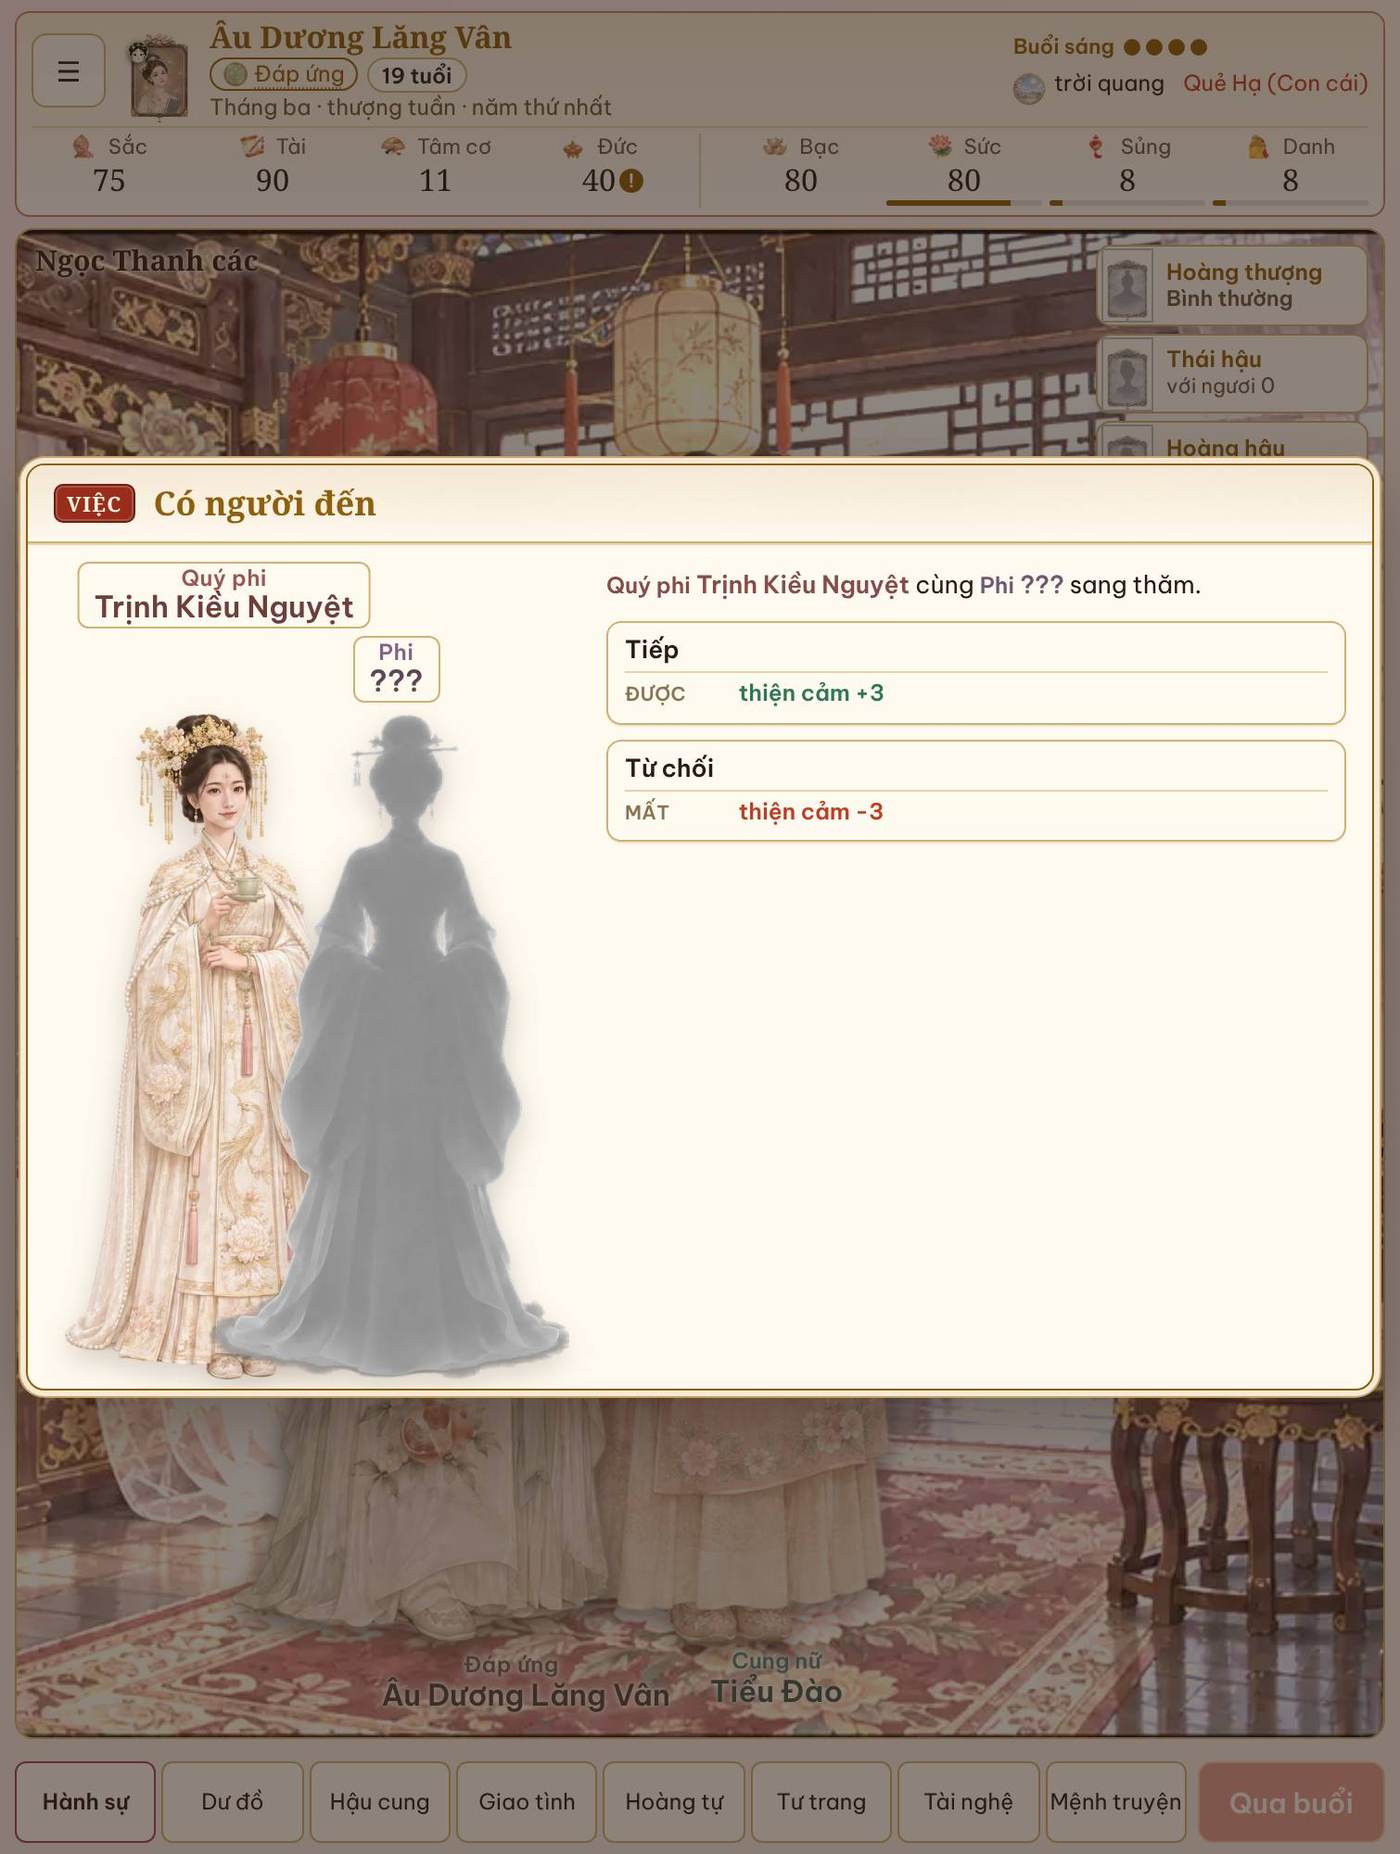 ☰
Âu Dương Lăng Vân
Đáp ứng
19 tuổi
Tháng ba · thượng tuần · năm thứ nhất
Buổi sáng
trời quang Quẻ Hạ (Con cái)
Sắc Tài Tâm cơ Đức Bạc Sức Sủng Danh
75 90 11 40 ! 80 80 8 8
Ngọc Thanh các
Hoàng thượng
Bình thường
Thái hậu
với ngươi 0
Hoàng hậu
VIỆC Có người đến
Quý phi
Trịnh Kiều Nguyệt
Phi
???
Quý phi Trịnh Kiều Nguyệt cùng Phi ??? sang thăm.
Tiếp
ĐƯỢC thiện cảm +3
Từ chối
MẤT thiện cảm -3
Đáp ứng
Âu Dương Lăng Vân
Cung nữ
Tiểu Đào
Hành sự Dư đồ Hậu cung Giao tình Hoàng tự Tư trang Tài nghệ Mệnh truyện Qua buổi